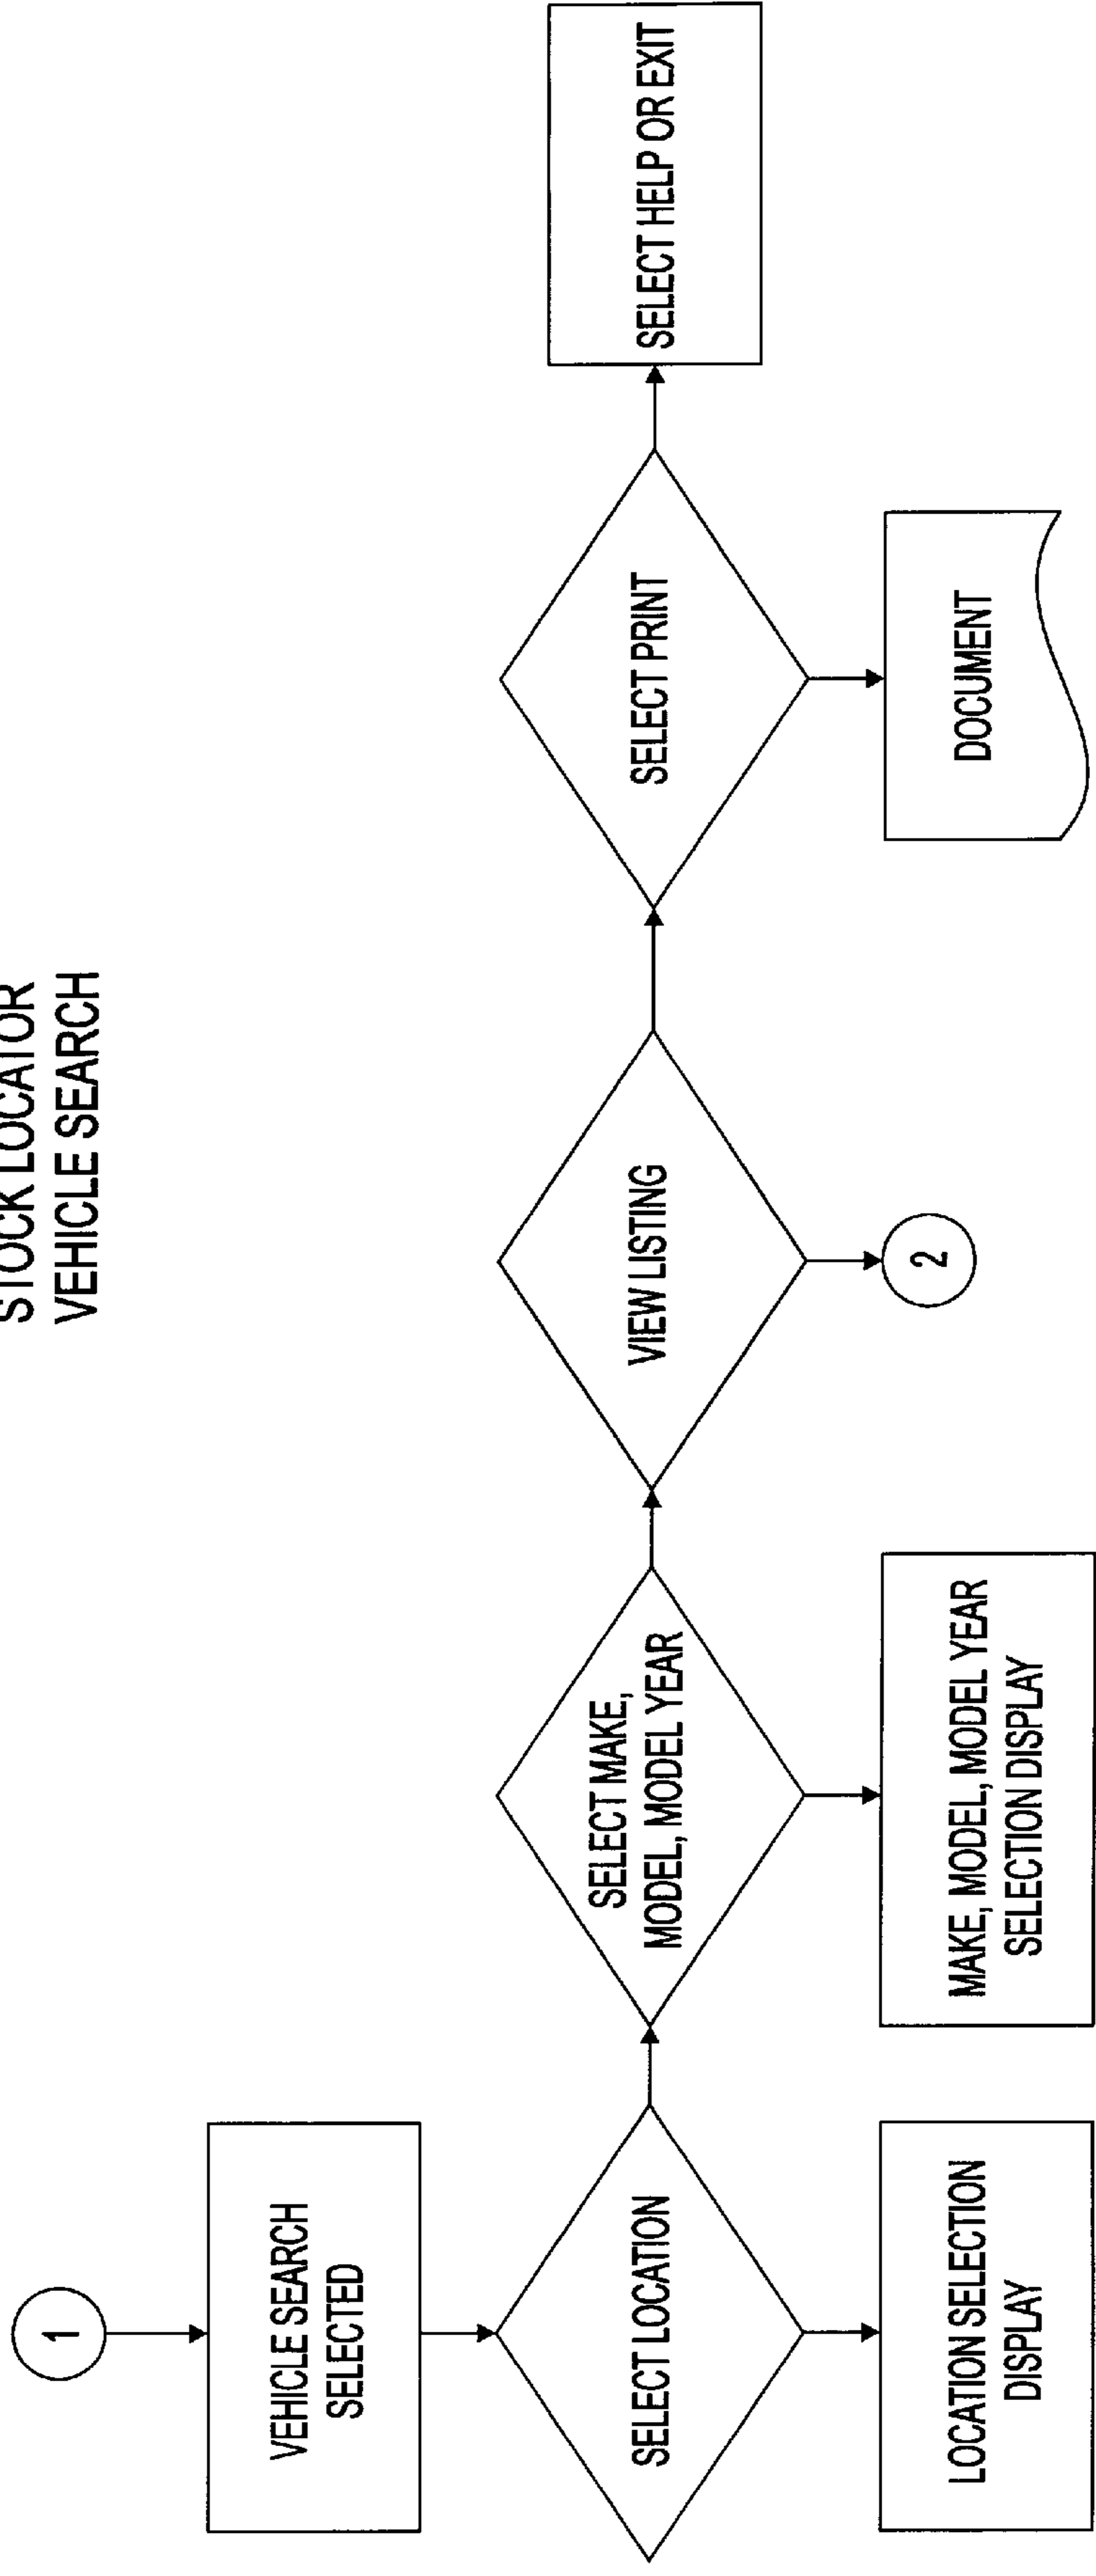 STOCK LOCATOR
VEHICLE SEARCH
1
VEHICLE SEARCH
SELECTED
SELECT LOCATION
LOCATION SELECTION
DISPLAY
SELECT MAKE,
MODEL, MODEL YEAR
MAKE, MODEL, MODEL YEAR
SELECTION DISPLAY
VIEW LISTING
2
SELECT PRINT
DOCUMENT
SELECT HELP OR EXIT